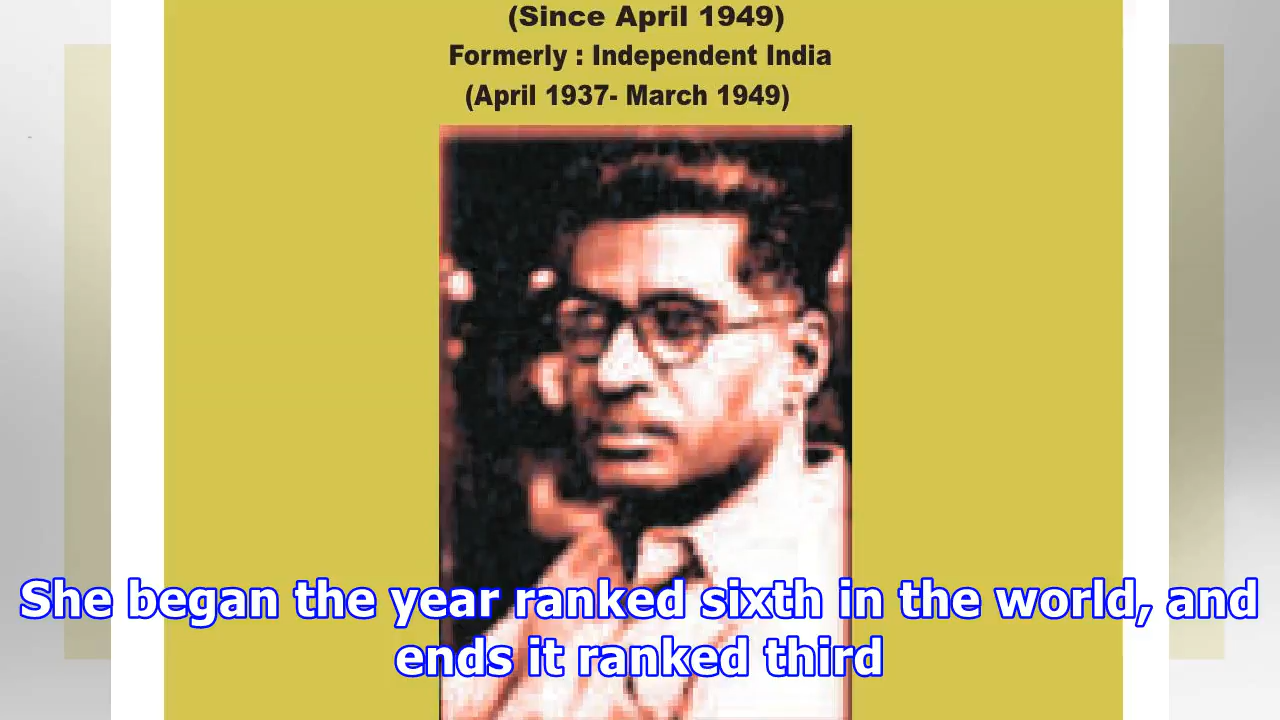 (Since April 1949)
Formerly : Independent India
(April 1937- March 1949)
She began the year ranked sixth in the world, and
ends it ranked third